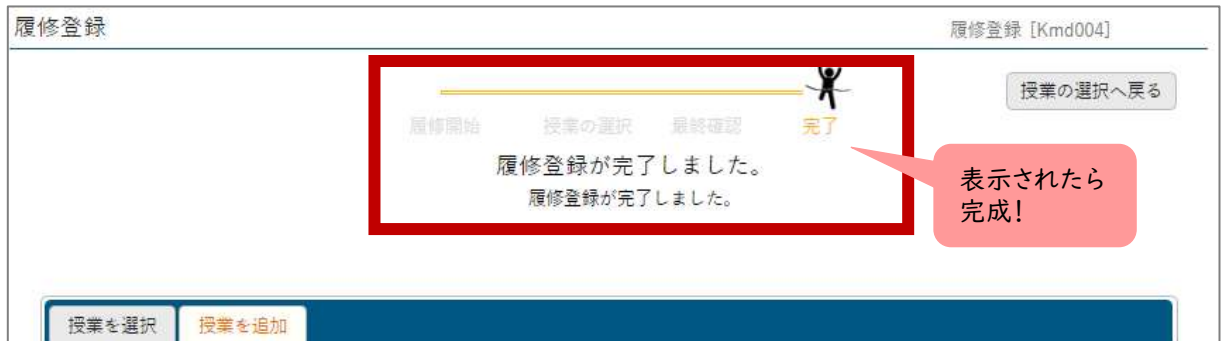 履修登録
履修登録 [Kmd004]
授業の選択へ戻る
履修開始
授業の選択
最終確認
完了
履修登録が完了しました。
履修登録が完了しました。
表示されたら
完成!
授業を選択
授業を追加